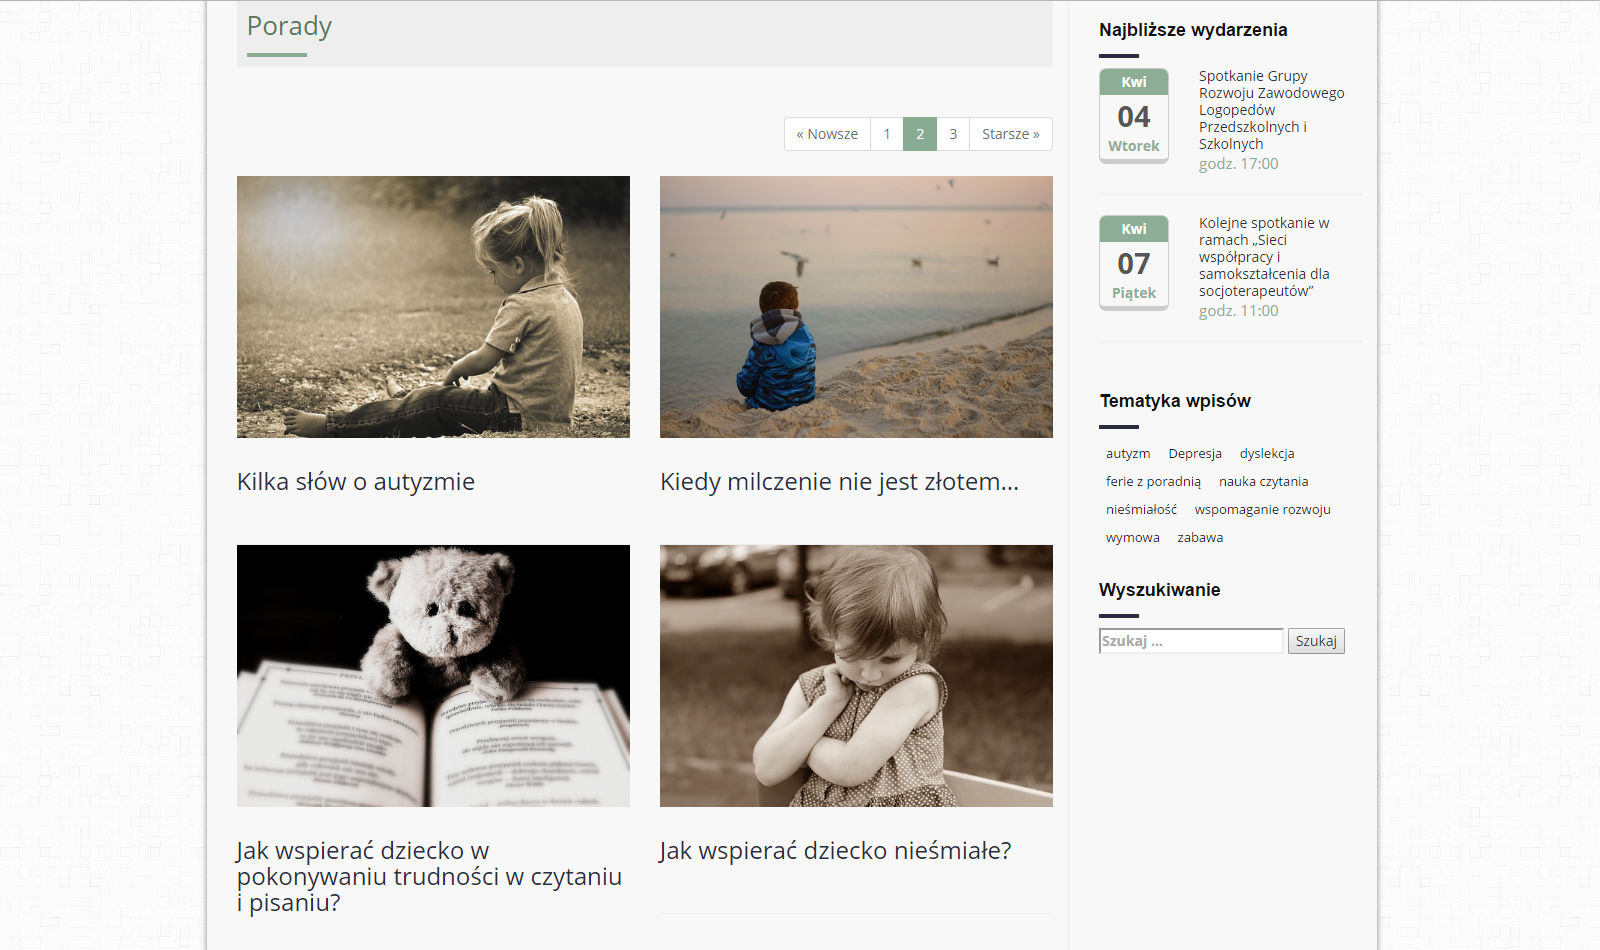 Porady
« Nowsze 1 2 3 Starsze »
Kilka słów o autyzmie
Kiedy milczenie nie jest złotem...
Jak wspierać dziecko w
pokonywaniu trudności w czytaniu
i pisaniu?
Jak wspierać dziecko nieśmiałe?
Najbliższe wydarzenia
Kwi
04
Wtorek
Spotkanie Grupy
Rozwoju Zawodowego
Logopedów
Przedszkolnych i
Szkolnych
godz. 17:00
Kwi
07
Piątek
Kolejne spotkanie w
ramach „Sieci
współpracy i
samokształcenia dla
socjoterapeutów”
godz. 11:00
Tematyka wpisów
autyzm Depresja dyslekcja
ferie z poradnią nauka czytania
nieśmiałość wspomaganie rozwoju
wymowa zabawa
Wyszukiwanie
Szukaj ... Szukaj